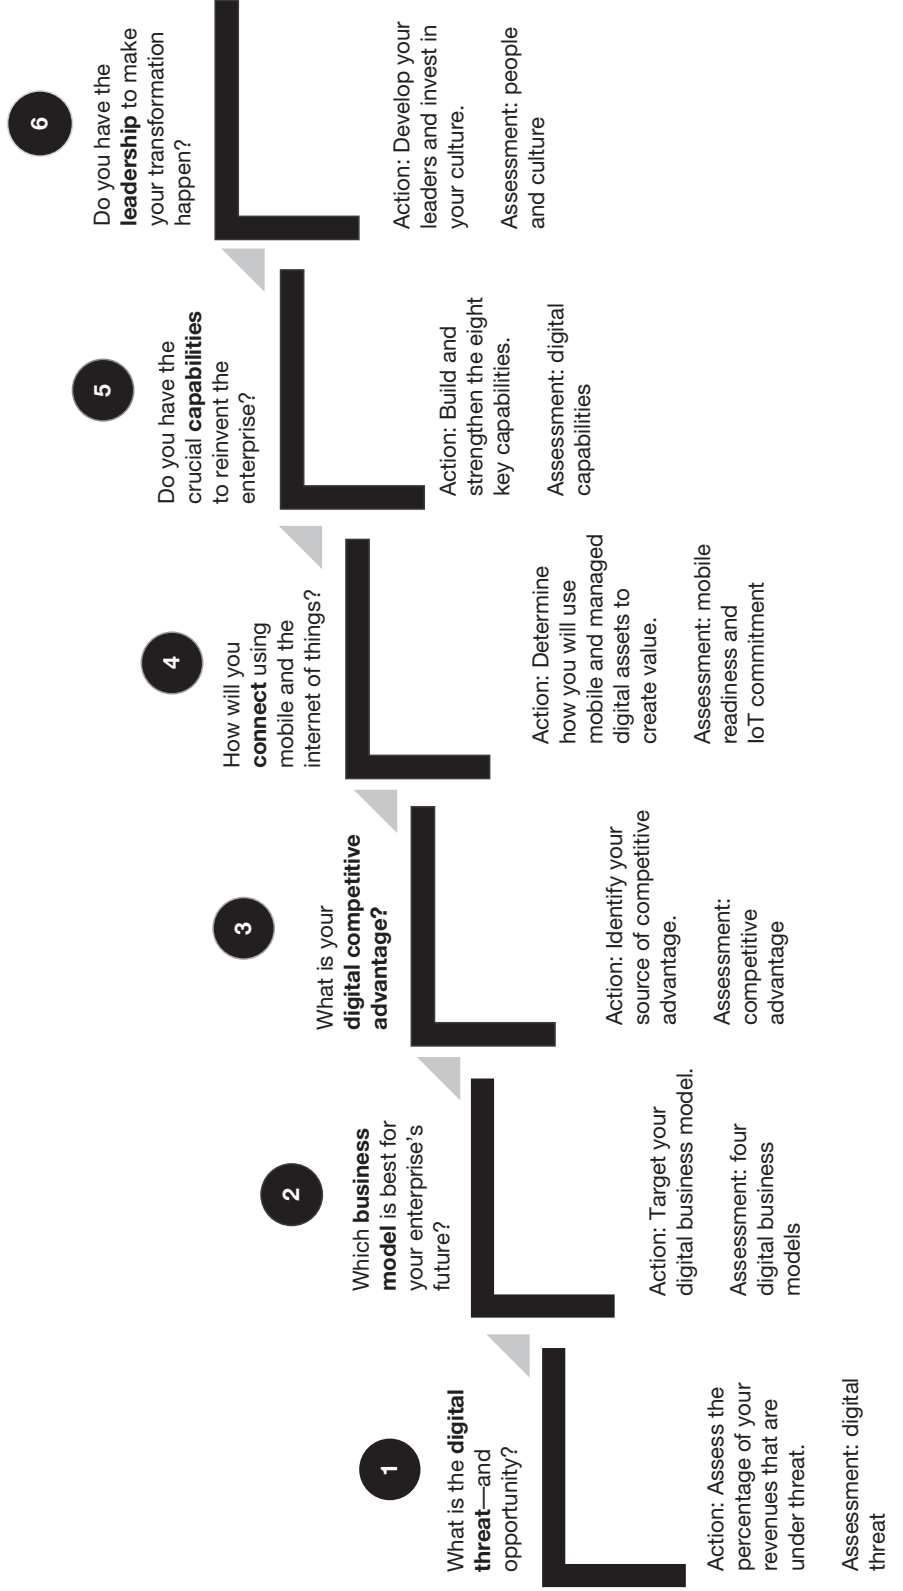 1
What is the digital
threat—and
opportunity?
Action: Assess the
percentage of your
revenues that are
under threat.
Assessment: digital
threat
2
Which business
model is best for
your enterprise's
future?
Action: Target your
digital business model.
Assessment: four
digital business
models
3
What is your
digital competitive
advantage?
Action: Identify your
source of competitive
advantage.
Assessment:
competitive
advantage
4
How will you
connect using
mobile and the
internet of things?
Action: Determine
how you will use
mobile and managed
digital assets to
create value.
Assessment: mobile
readiness and
IoT commitment
5
Do you have the
crucial capabilities
to reinvent the
enterprise?
Action: Build and
strengthen the eight
key capabilities.
Assessment: digital
capabilities
6
Do you have the
leadership to make
your transformation
happen?
Action: Develop your
leaders and invest in
your culture.
Assessment: people
and culture